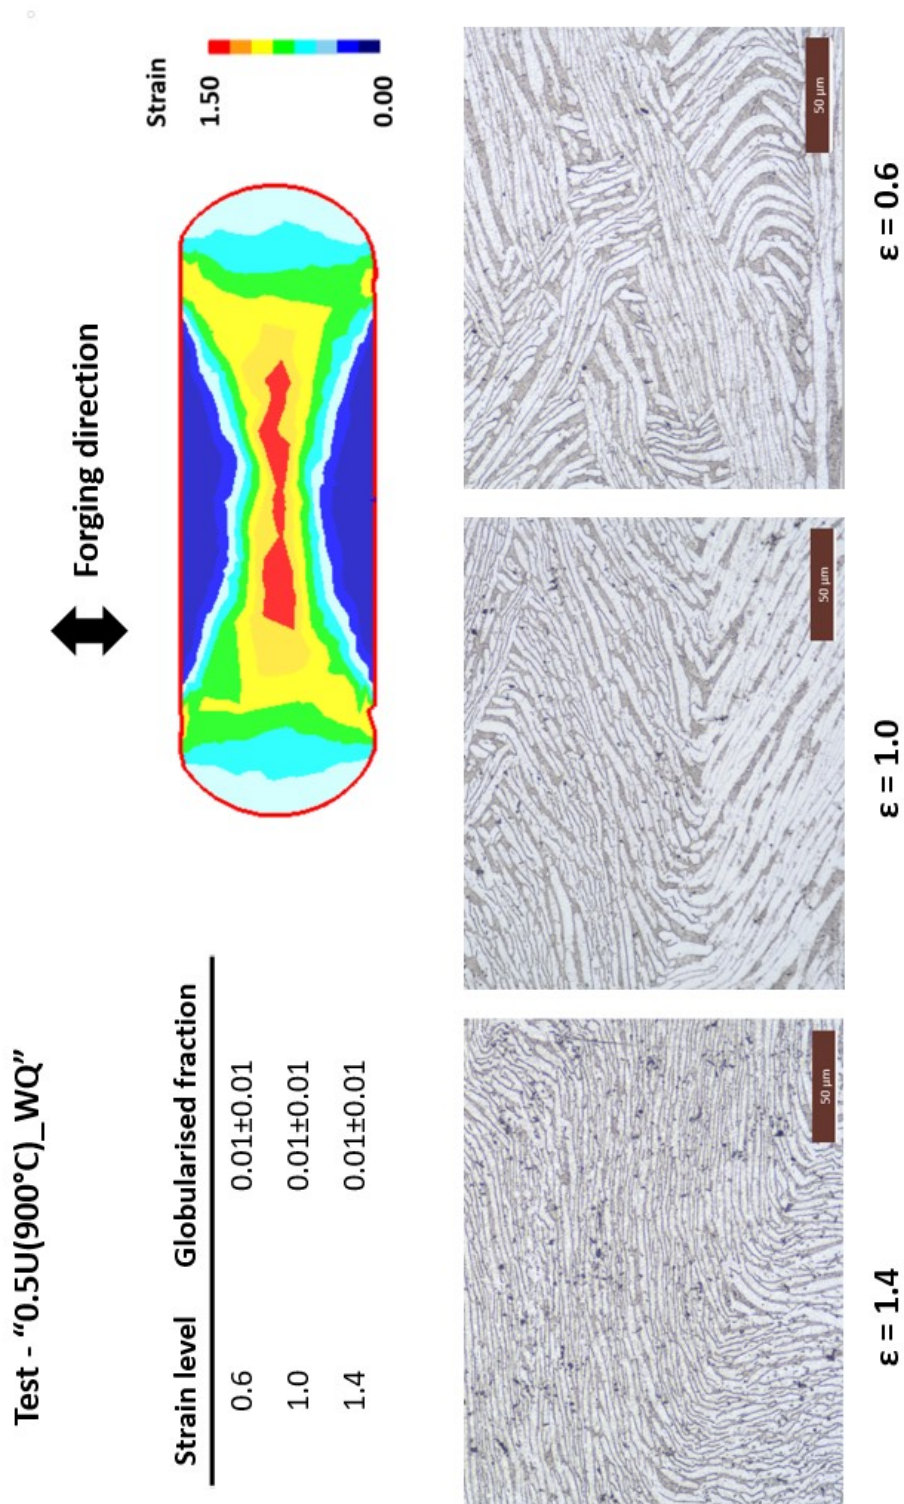 Test - “0.5U(900°C)_WQ”
Strain level Globularised fraction
0.6 0.01±0.01
1.0 0.01±0.01
1.4 0.01±0.01
Forging direction
Strain
1.50
0.00
50 µm
50 µm
50 µm
ε = 1.4
ε = 1.0
ε = 0.6